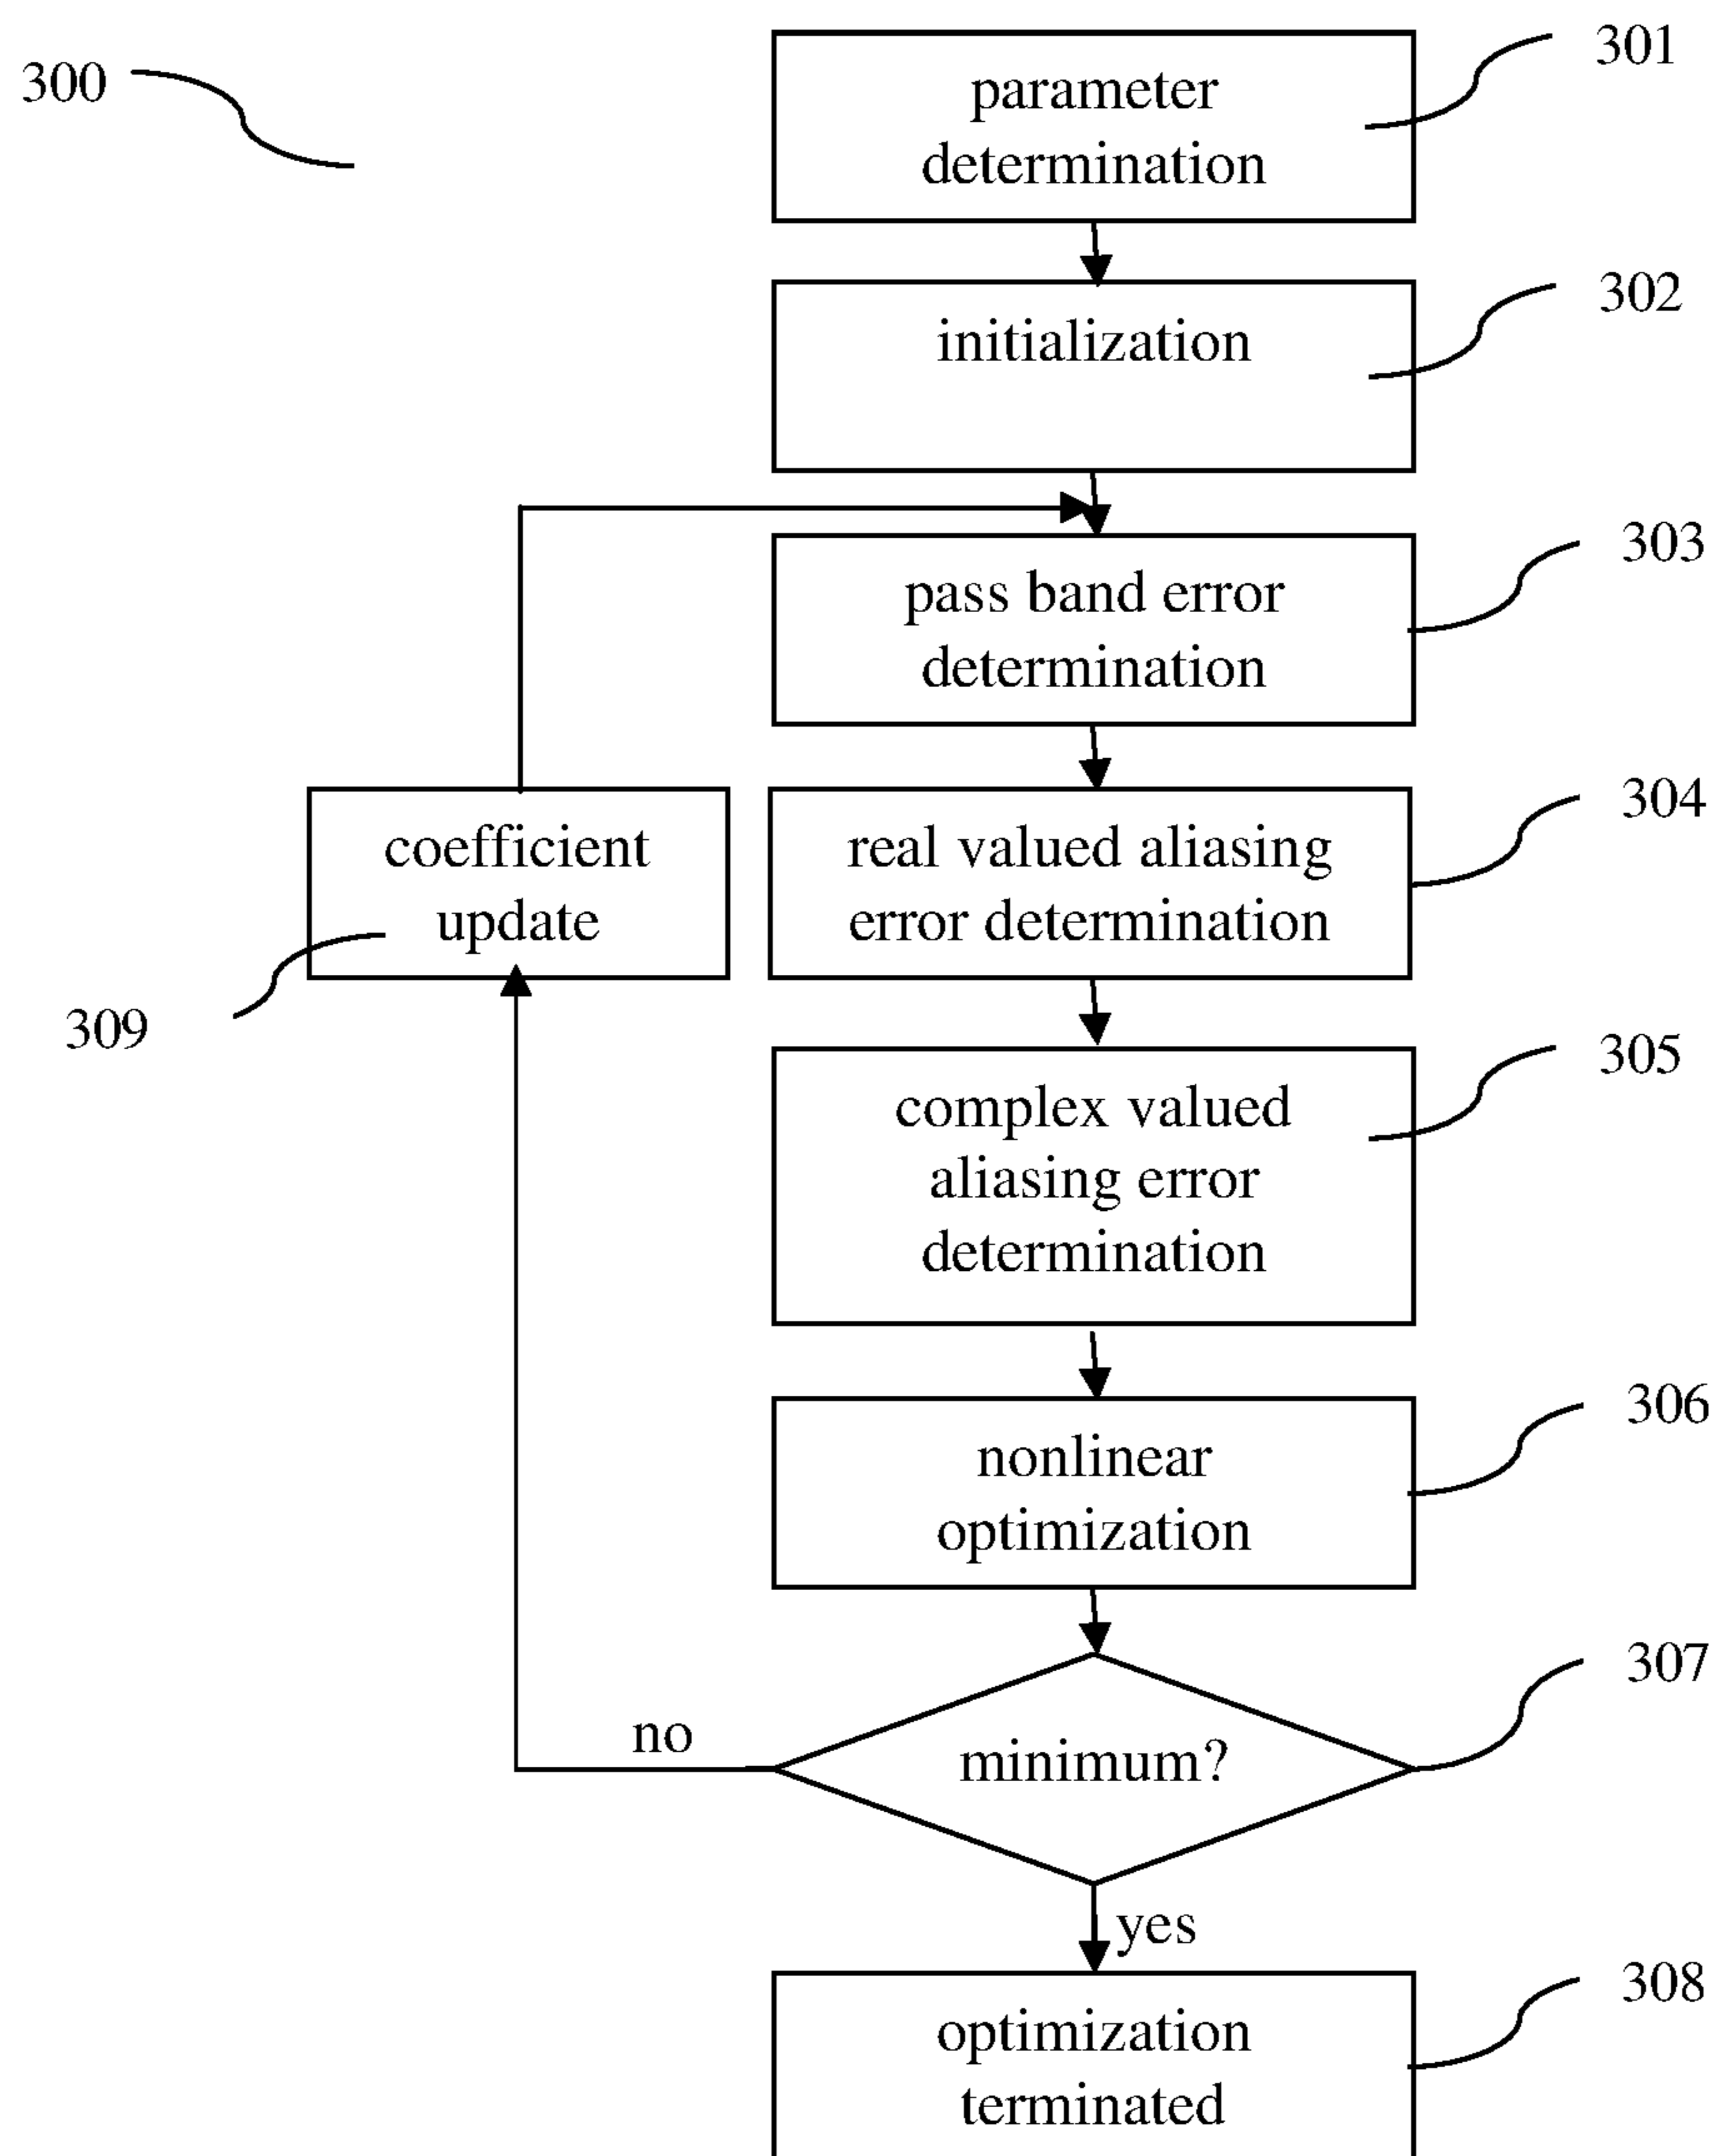 300
301
parameter
determination
302
initialization
303
pass band error
determination
304
real valued aliasing
error determination
coefficient
update
309
305
complex valued
aliasing error
determination
306
nonlinear
optimization
307
minimum?
no
yes
308
optimization
terminated